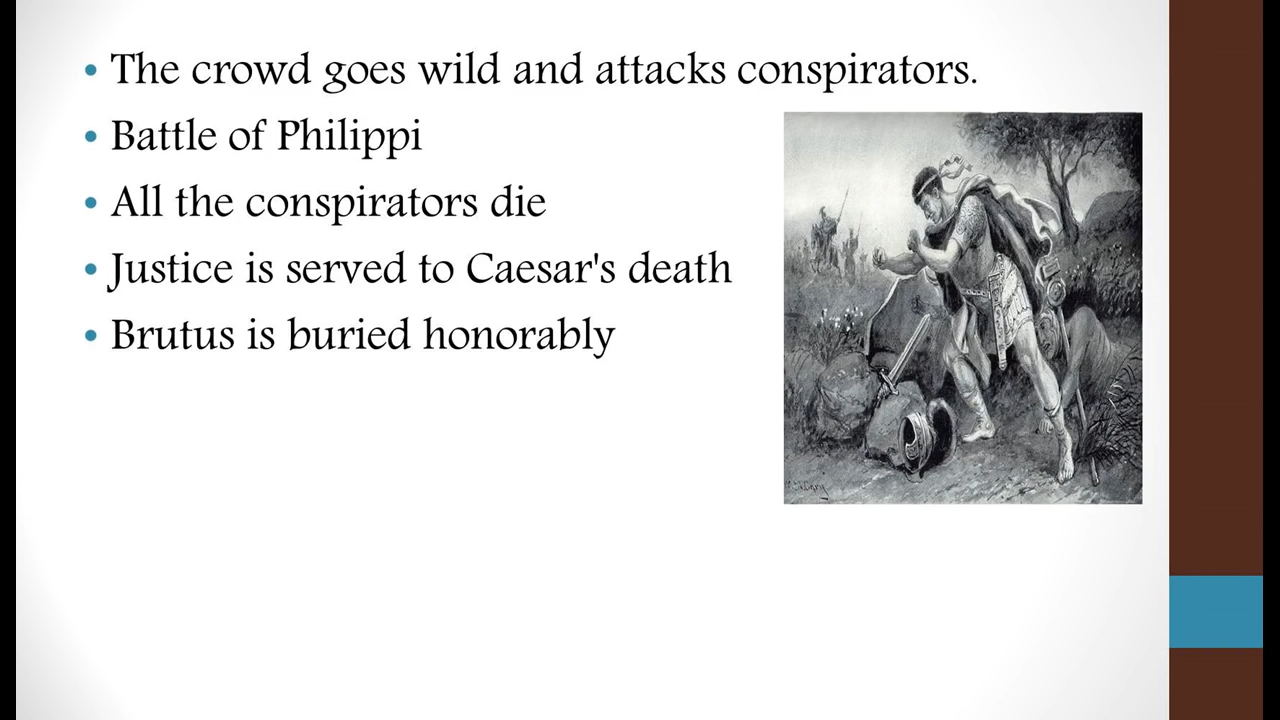 • The crowd goes wild and attacks conspirators.
• Battle of Philippi
• All the conspirators die
• Justice is served to Caesar's death
• Brutus is buried honorably